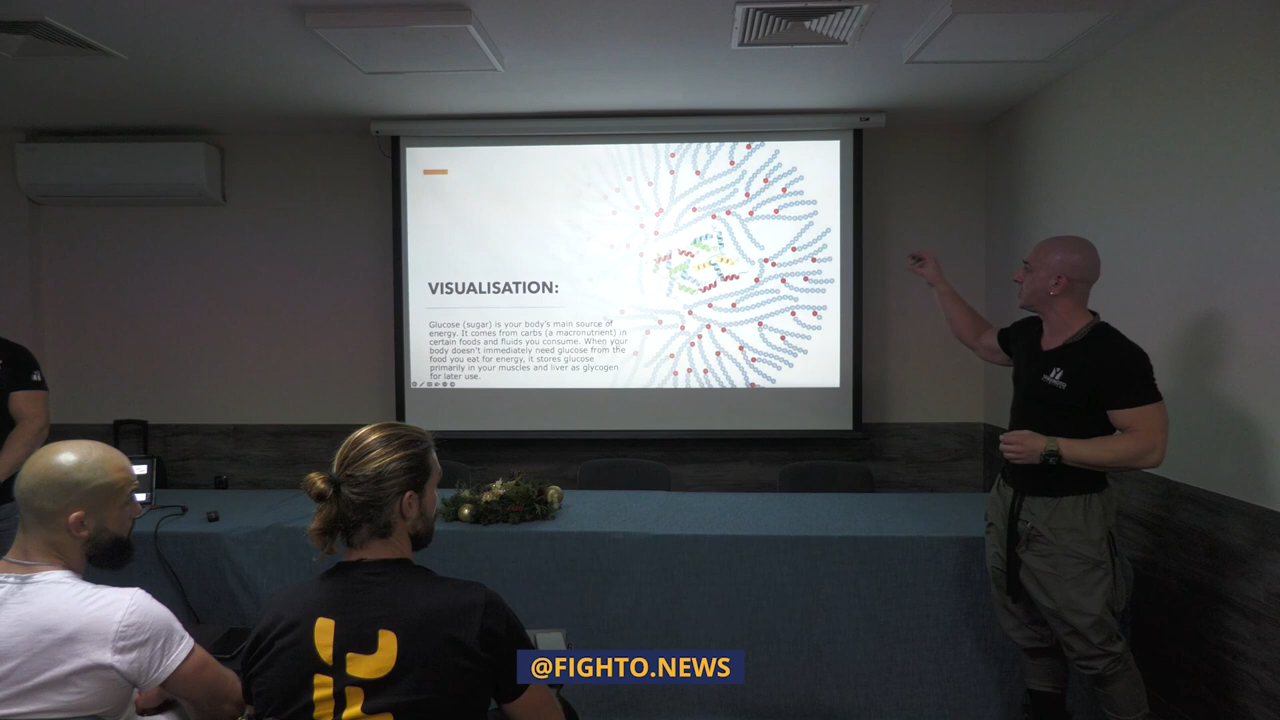 VISUALISATION:
Glucose (sugar) is your body's main source of
energy. It comes from carbs (a macronutrient) in
certain foods and fluids you consume. When your
body doesn't immediately need glucose from the
food you eat for energy, it stores glucose
primarily in your muscles and liver as glycogen
for later use.
@FIGHTO.NEWS